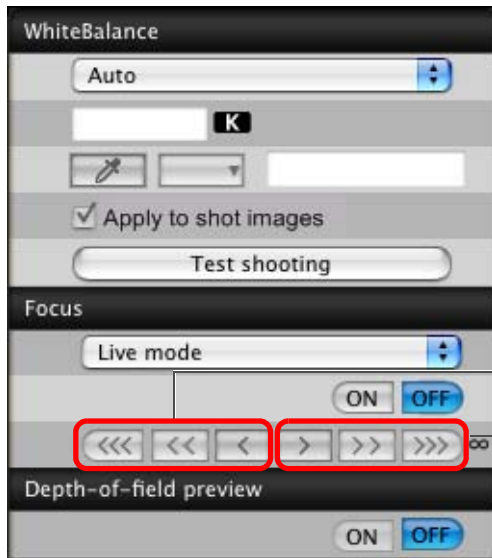 WhiteBalance
Auto
K
Apply to shot images
Test shooting
Focus
Live mode
ON OFF
<<< << < > >> >>> ∞
Depth-of-field preview
ON OFF